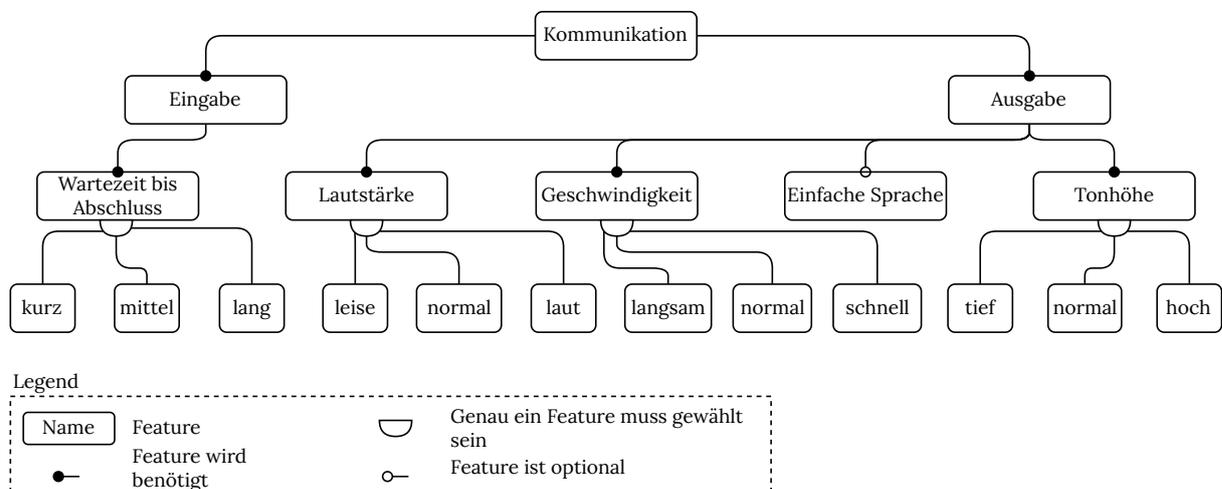 Kommunikation
Eingabe
Ausgabe
Wartezeit bis
Abschluss
Lautstärke
Geschwindigkeit
Einfache Sprache
Tonhöhe
kurz
mittel
lang
leise
normal
laut
langsam
normal
schnell
tief
normal
hoch
Legend
Name
Feature
Genau ein Feature muss gewählt
sein
Feature wird
benötigt
Feature ist optional